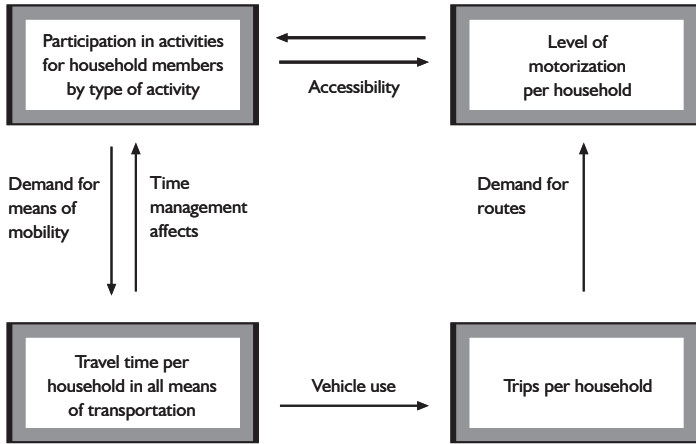 Participation in activities
for household members
by type of activity
Accessibility
Level of
motorization
per household
Demand for
means of
mobility
Time
management
affects
Demand for
routes
Travel time per
household in all means
of transportation
Vehicle use
Trips per household